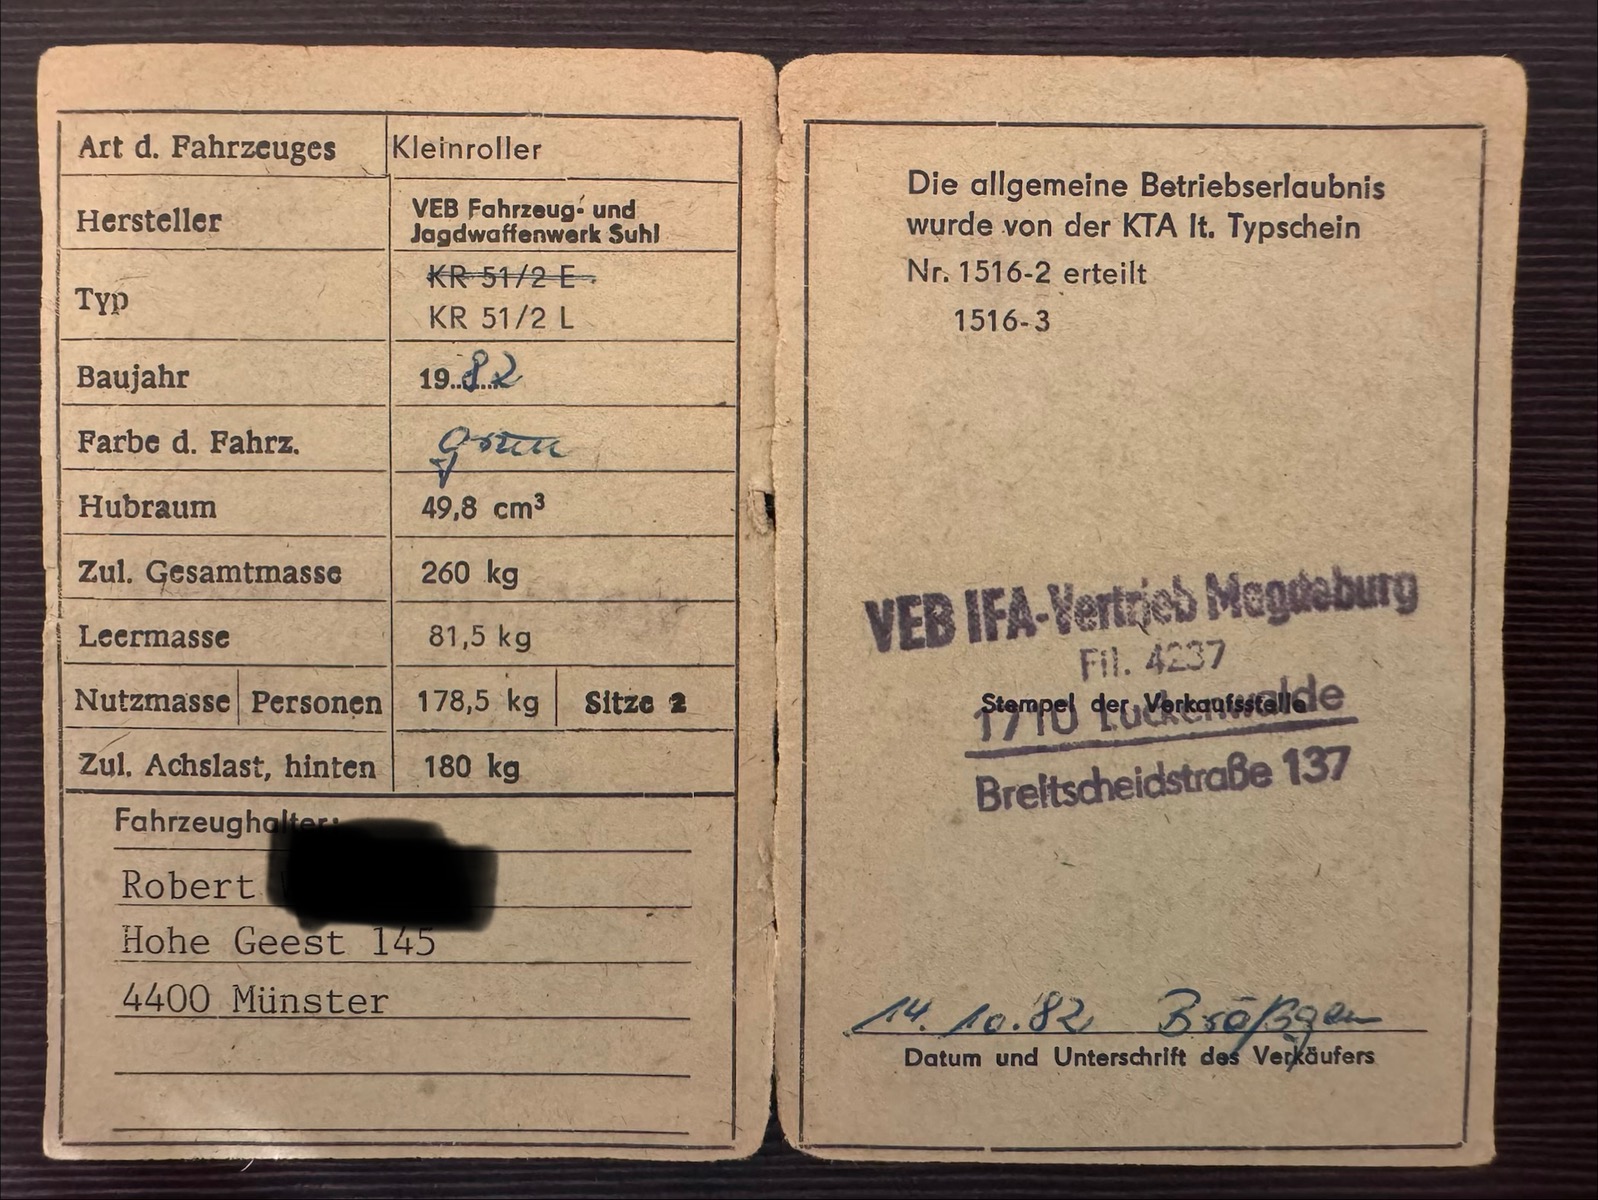 Art d. Fahrzeuges Kleinroller
Hersteller VEB Fahrzeug- und
Jagdwaffenwerk Suhl
Typ KR 51/2 E
KR 51/2 L
Baujahr 19..82
Farbe d. Fahrz. grün
Hubraum 49,8 cm³
Zul. Gesamtmasse 260 kg
Leermasse 81,5 kg
Nutzmasse Personen 178,5 kg Sitze 2
Zul. Achslast, hinten 180 kg
Fahrzeughalter:
Robert
Hohe Geest 145
4400 Münster
Die allgemeine Betriebserlaubnis
wurde von der KTA lt. Typschein
Nr. 1516-2 erteilt
1516-3
VEB IFA-Vertrieb Magdeburg
Fil. 4237
Stempel der Verkaufsstelle
1710 Luckenwalde
Breitscheidstraße 137
14. 10. 82
Datum und Unterschrift des Verkäufers